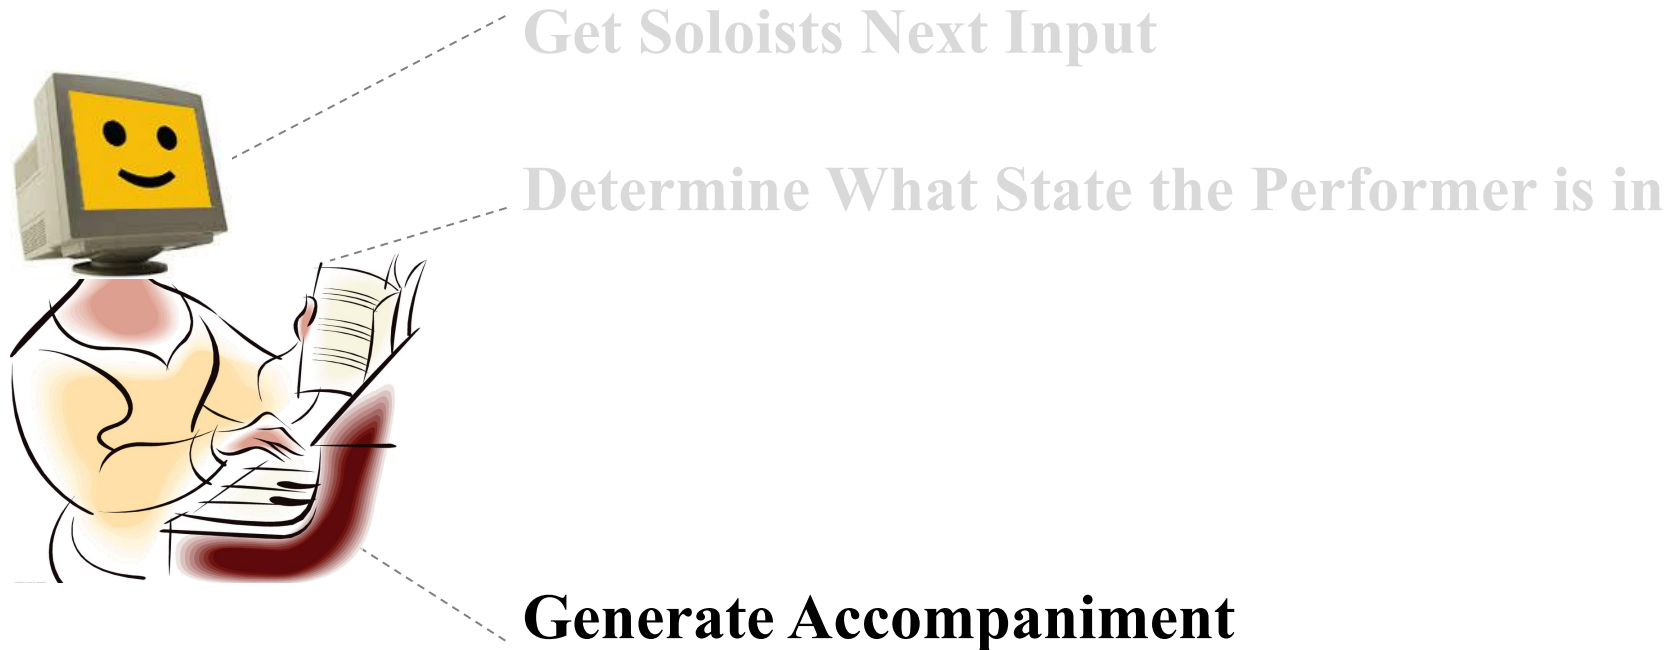 Get Soloists Next Input
Determine What State the Performer is in
Generate Accompaniment